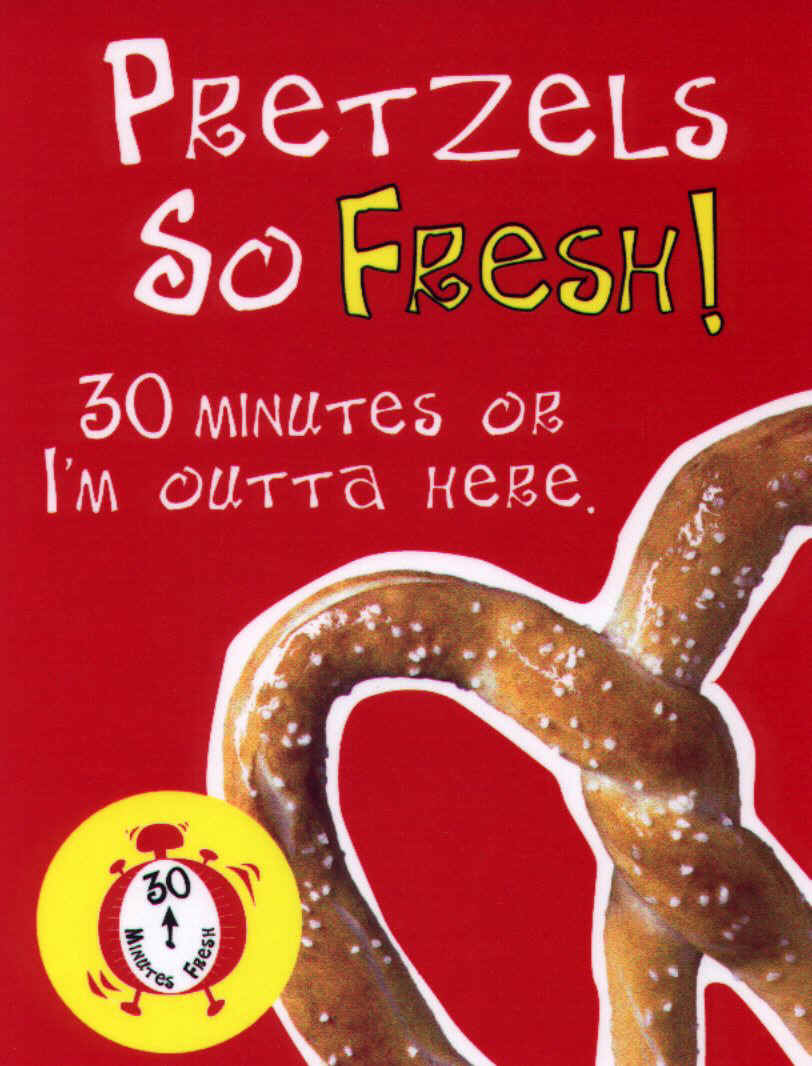 PRETZELS
SO FRESH!
30 MINUTES OR
I'M OUTTA HERE.
30
MINUTES FRESH